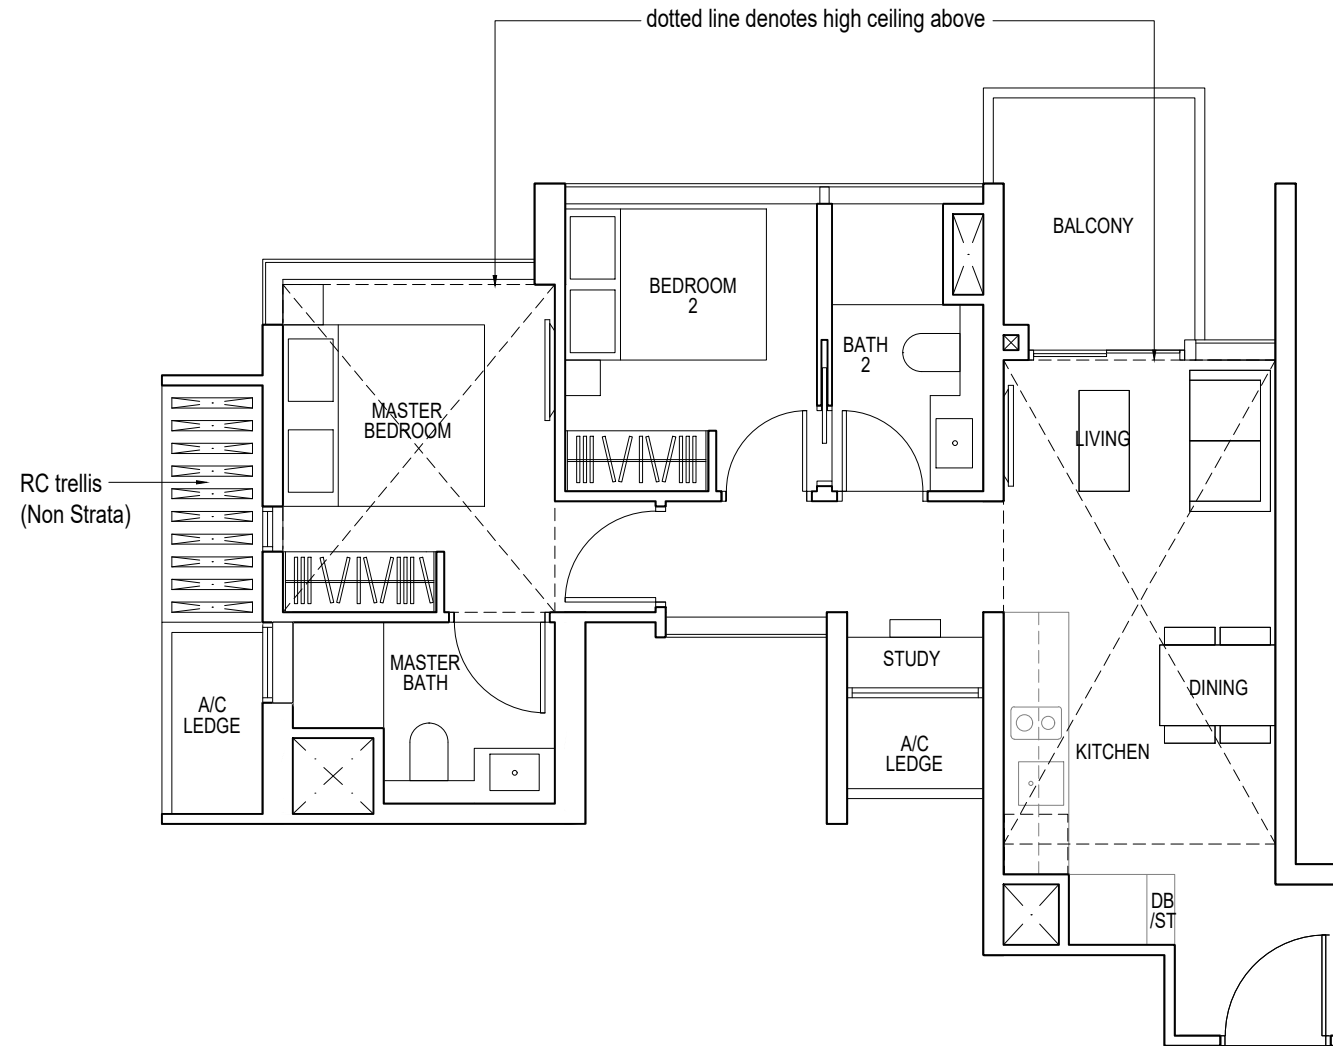 dotted line denotes high ceiling above
BALCONY
BEDROOM
2
BATH
2
MASTER
BEDROOM
LIVING
RC trellis
(Non Strata)
MASTER
BATH
STUDY
DINING
A/C
LEDGE
A/C
LEDGE
KITCHEN
DB
/ST